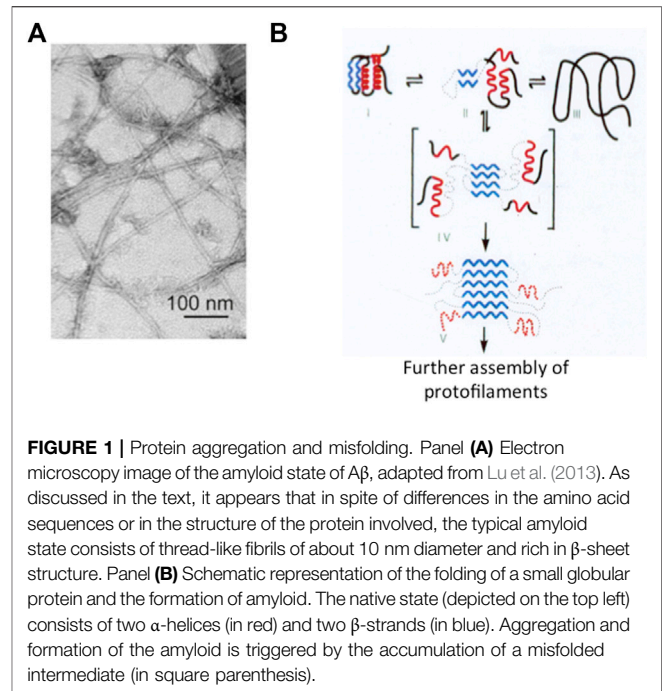 A
B
100 nm
I
II
III
IV
V
Further assembly of
protofilaments
FIGURE 1 | Protein aggregation and misfolding. Panel (A) Electron
microscopy image of the amyloid state of Aβ, adapted from Lu et al. (2013). As
discussed in the text, it appears that in spite of differences in the amino acid
sequences or in the structure of the protein involved, the typical amyloid
state consists of thread-like fibrils of about 10 nm diameter and rich in β-sheet
structure. Panel (B) Schematic representation of the folding of a small globular
protein and the formation of amyloid. The native state (depicted on the top left)
consists of two α-helices (in red) and two β-strands (in blue). Aggregation and
formation of the amyloid is triggered by the accumulation of a misfolded
intermediate (in square parenthesis).